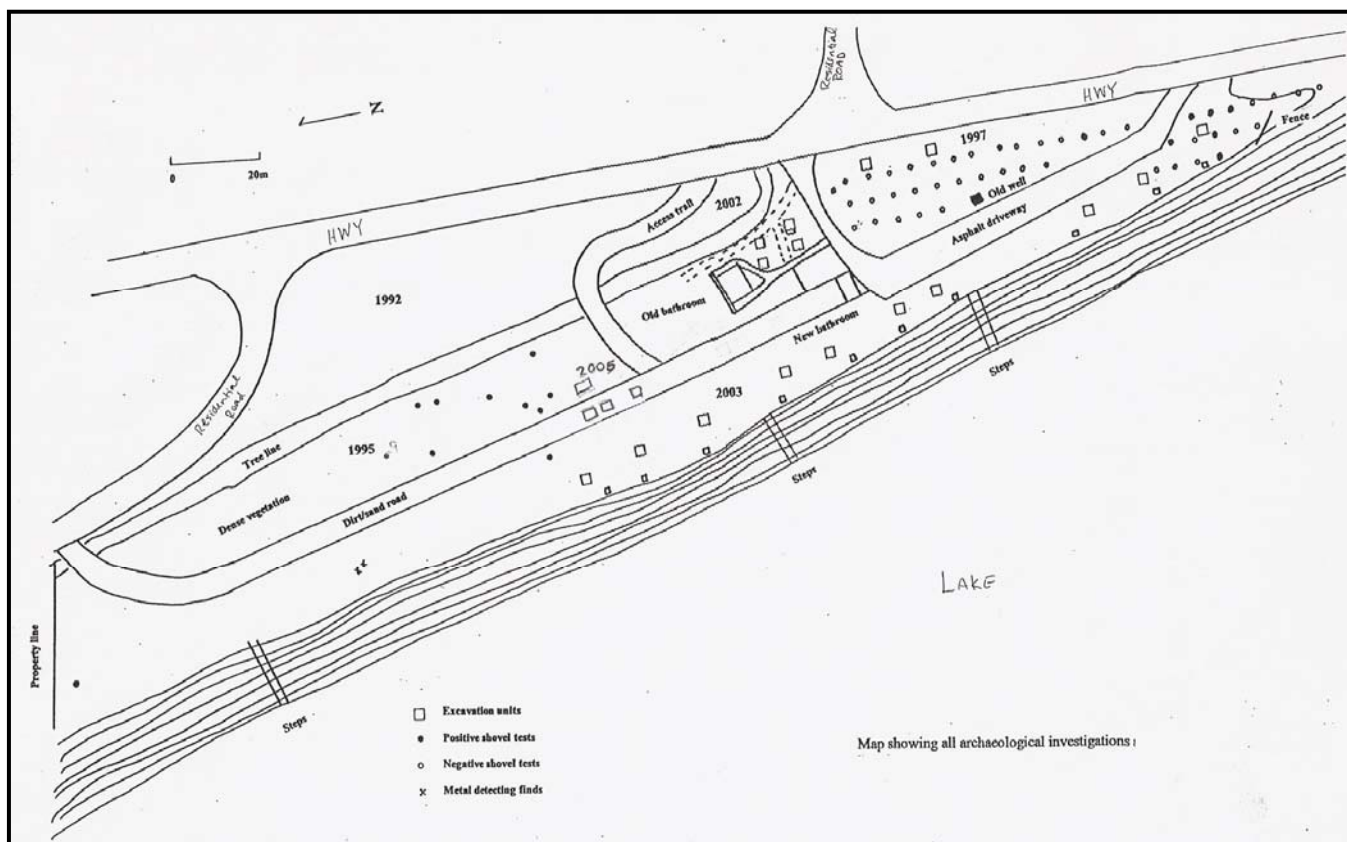 Residential
ROAD
Z
HWY
HWY
1997
0 20m
Fence
Old well
Access trail
2002
Asphalt driveway
1992
Old bathroom
New bathroom
2005
2003
Residential
Road
Tree line
1995
9
Steps
Dense vegetation
Dirt/sand road
Steps
LAKE
Property line
Steps
Excavation units
Positive shovel tests
Negative shovel tests
Metal detecting finds
Map showing all archaeological investigations